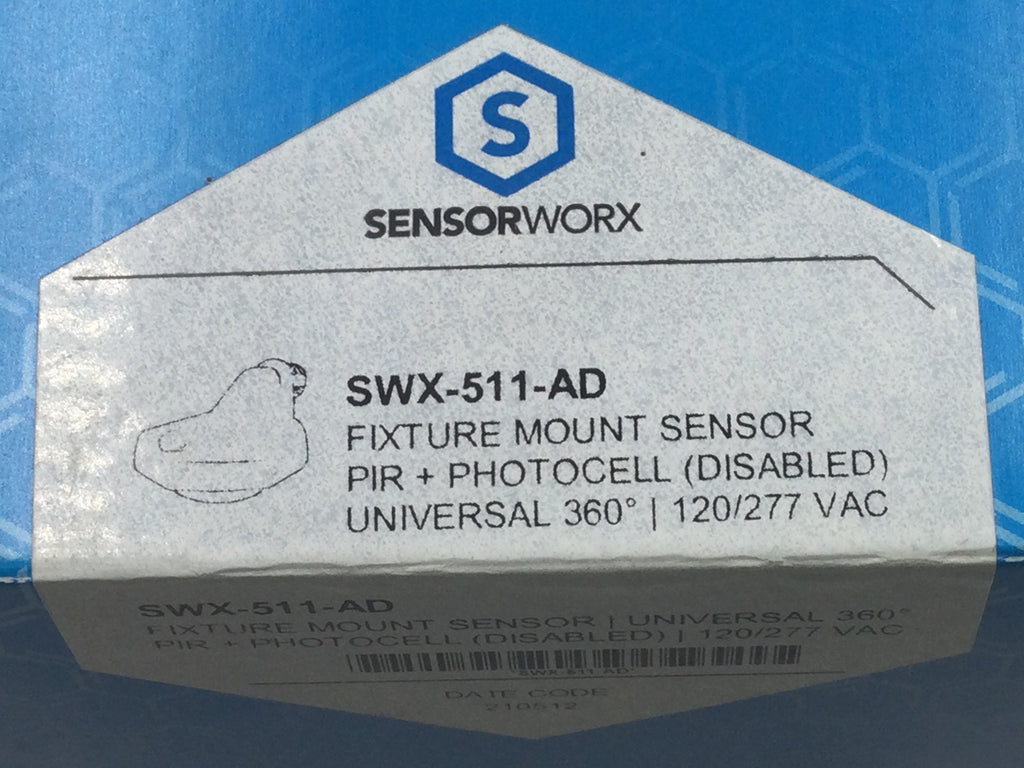 S
SENSORWORX
SWX-511-AD
FIXTURE MOUNT SENSOR
PIR + PHOTOCELL (DISABLED)
UNIVERSAL 360° | 120/277 VAC
SWX-511-AD
FIXTURE MOUNT SENSOR | UNIVERSAL 360°
PIR + PHOTOCELL (DISABLED) | 120/277 VAC
SWX-511-AD
DATE CODE
210512